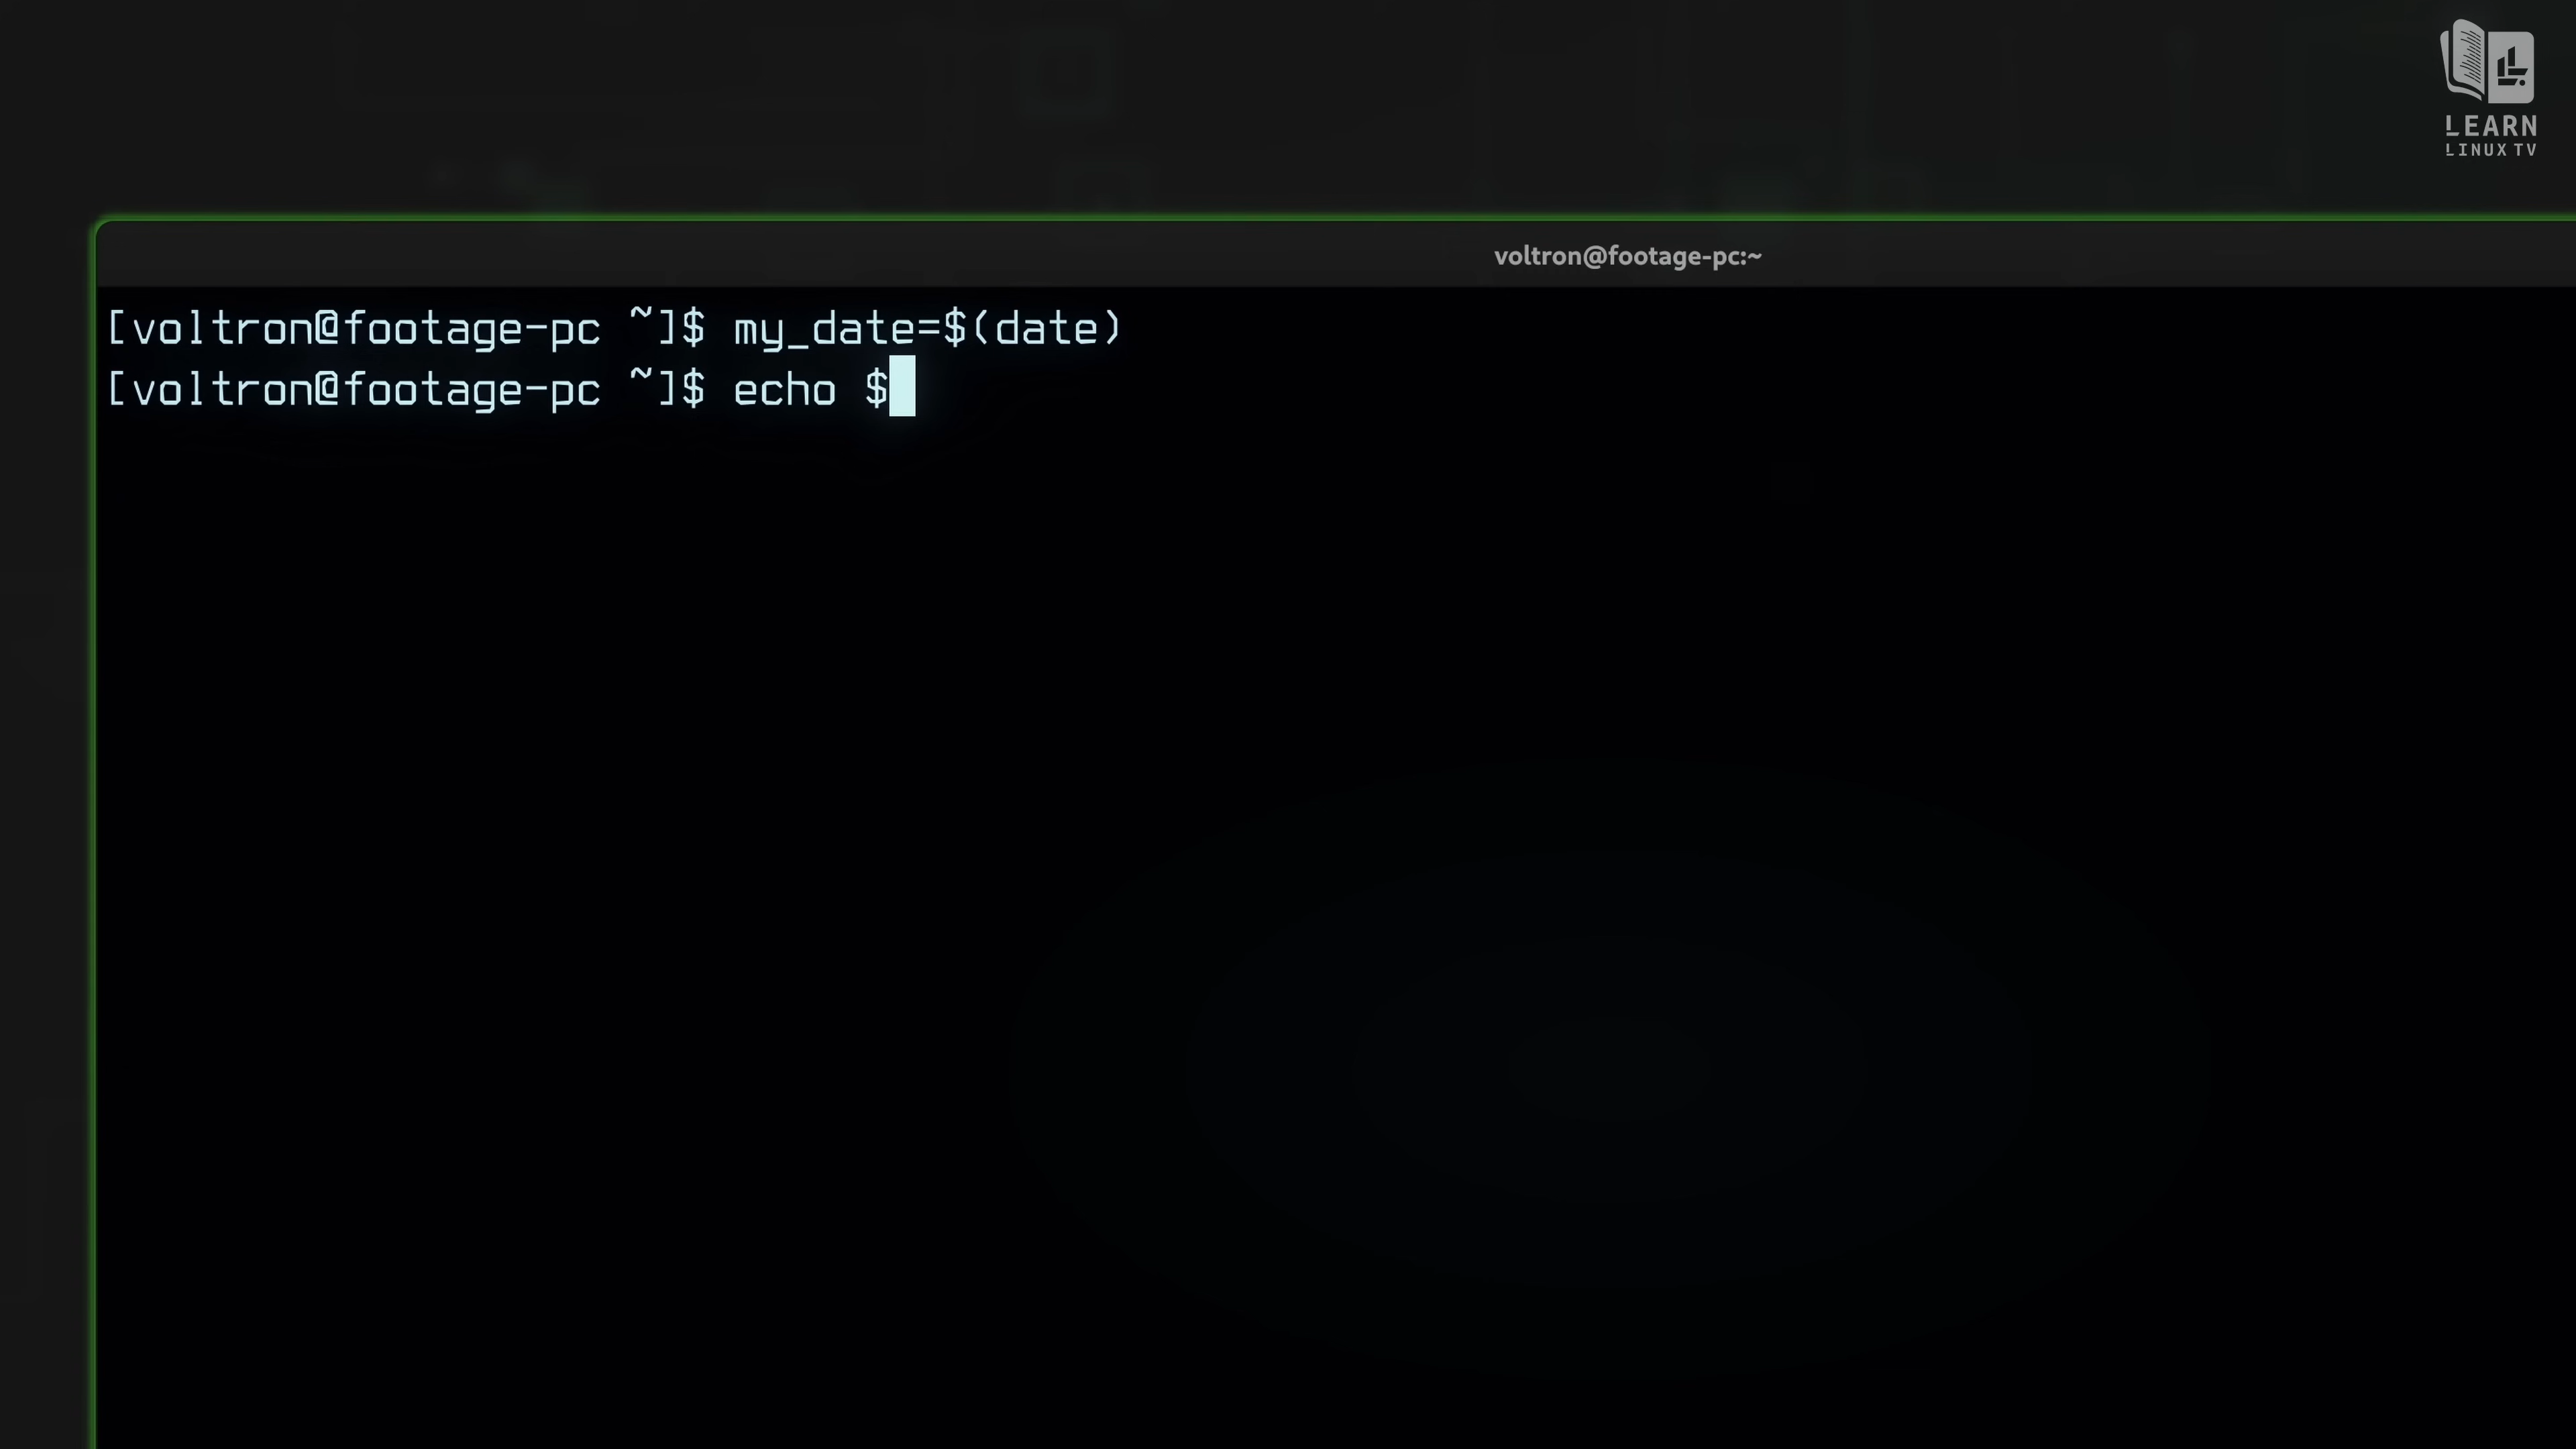 LEARN
LINUX TV
voltron@footage-pc:~
[voltron@footage-pc ~]$ my_date=$(date)
[voltron@footage-pc ~]$ echo $